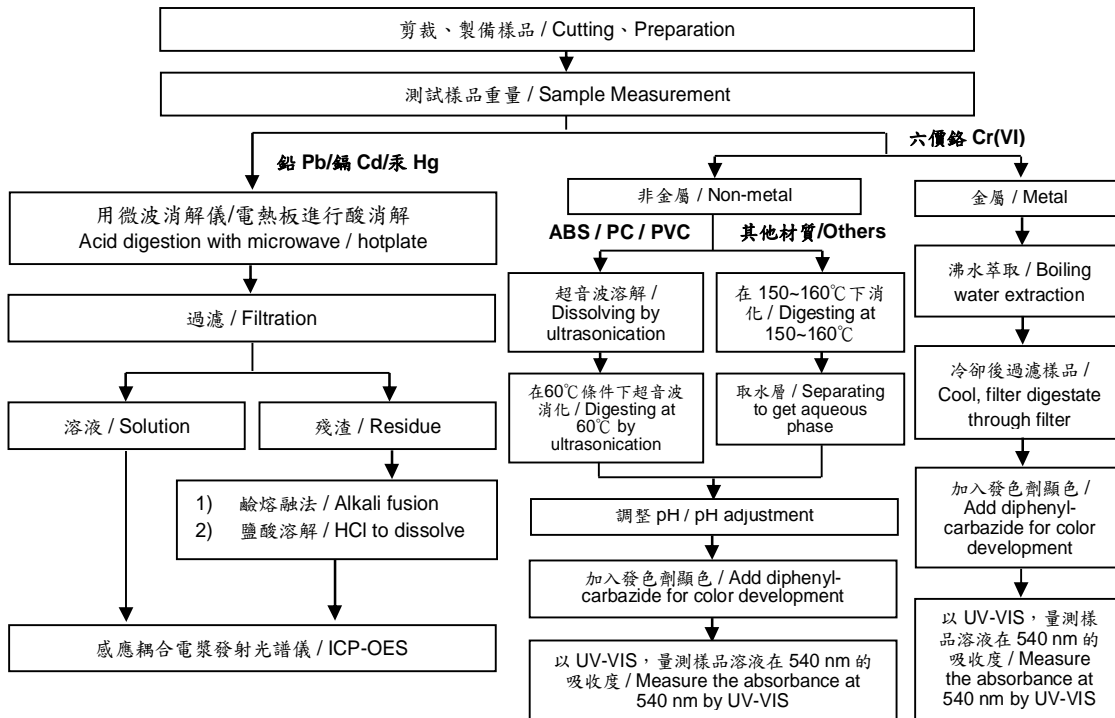 剪裁、製備樣品 / Cutting、Preparation
測試樣品重量 / Sample Measurement
鉛 Pb/鎘 Cd/汞 Hg
六價鉻 Cr(VI)
用微波消解儀/電熱板進行酸消解
Acid digestion with microwave / hotplate
過濾 / Filtration
溶液 / Solution
殘渣 / Residue
1) 鹼熔融法 / Alkali fusion
2) 鹽酸溶解 / HCl to dissolve
感應耦合電漿發射光譜儀 / ICP-OES
非金屬 / Non-metal
ABS / PC / PVC
其他材質/Others
超音波溶解 /
Dissolving by
ultrasonication
在60℃條件下超音波
消化 / Digesting at
60℃ by
ultrasonication
在 150~160℃下消
化 / Digesting at
150~160℃
取水層 / Separating
to get aqueous
phase
調整 pH / pH adjustment
加入發色劑顯色 / Add diphenyl-
carbazide for color development
以 UV-VIS，量測樣品溶液在 540 nm 的
吸收度 / Measure the absorbance at
540 nm by UV-VIS
金屬 / Metal
沸水萃取 / Boiling
water extraction
冷卻後過濾樣品 /
Cool, filter digestate
through filter
加入發色劑顯色 /
Add diphenyl-
carbazide for color
development
以 UV-VIS，量測樣
品溶液在 540 nm 的
吸收度 / Measure
the absorbance at
540 nm by UV-VIS